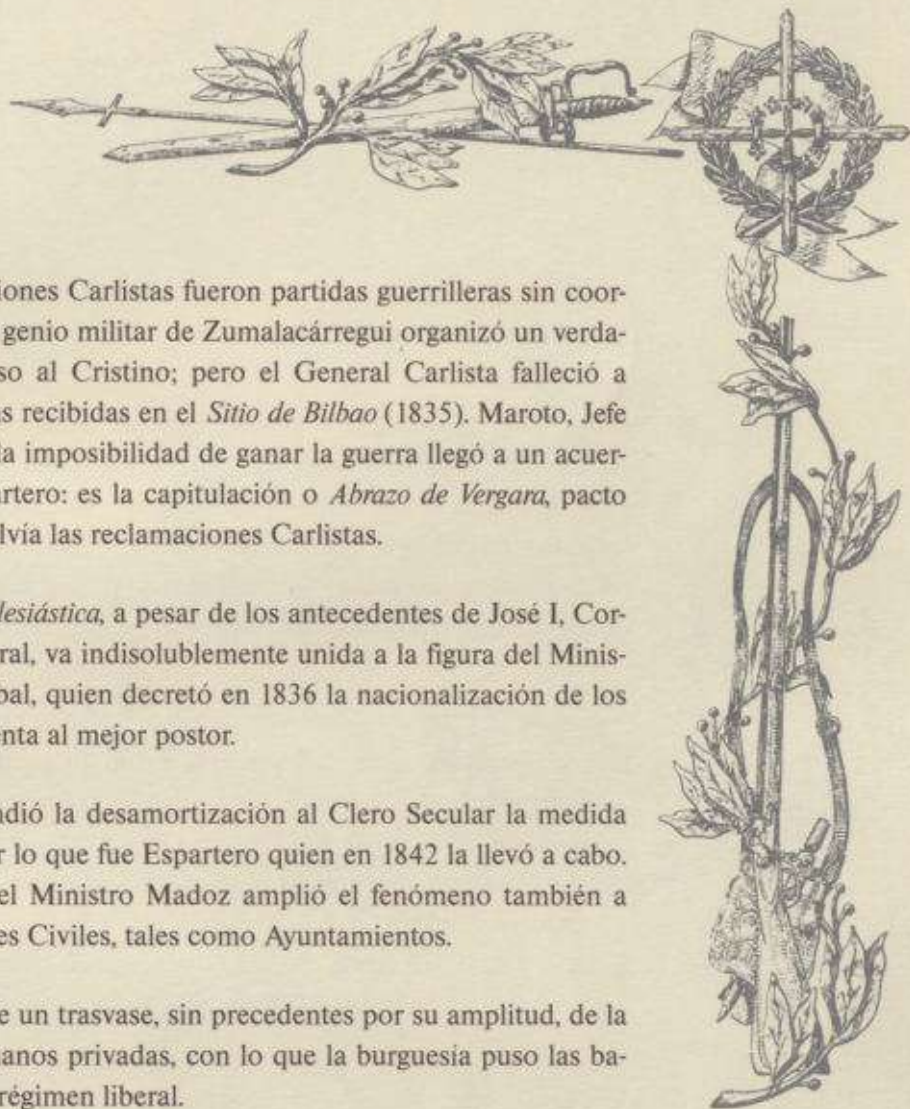 iones Carlistas fueron partidas guerrilleras sin coor-
genio militar de Zumalacárregui organizó un verda-
so al Cristino; pero el General Carlista falleció a
as recibidas en el Sitio de Bilbao (1835). Maroto, Jefe
la imposibilidad de ganar la guerra llegó a un acuer-
artero: es la capitulación o Abrazo de Vergara, pacto
lvía las reclamaciones Carlistas.
lesiástica, a pesar de los antecedentes de José I, Cor-
ral, va indisolublemente unida a la figura del Minis-
bal, quien decretó en 1836 la nacionalización de los
enta al mejor postor.
ndió la desamortización al Clero Secular la medida
r lo que fue Espartero quien en 1842 la llevó a cabo.
el Ministro Madoz amplió el fenómeno también a
es Civiles, tales como Ayuntamientos.
e un trasvase, sin precedentes por su amplitud, de la
anos privadas, con lo que la burguesía puso las ba-
régimen liberal.